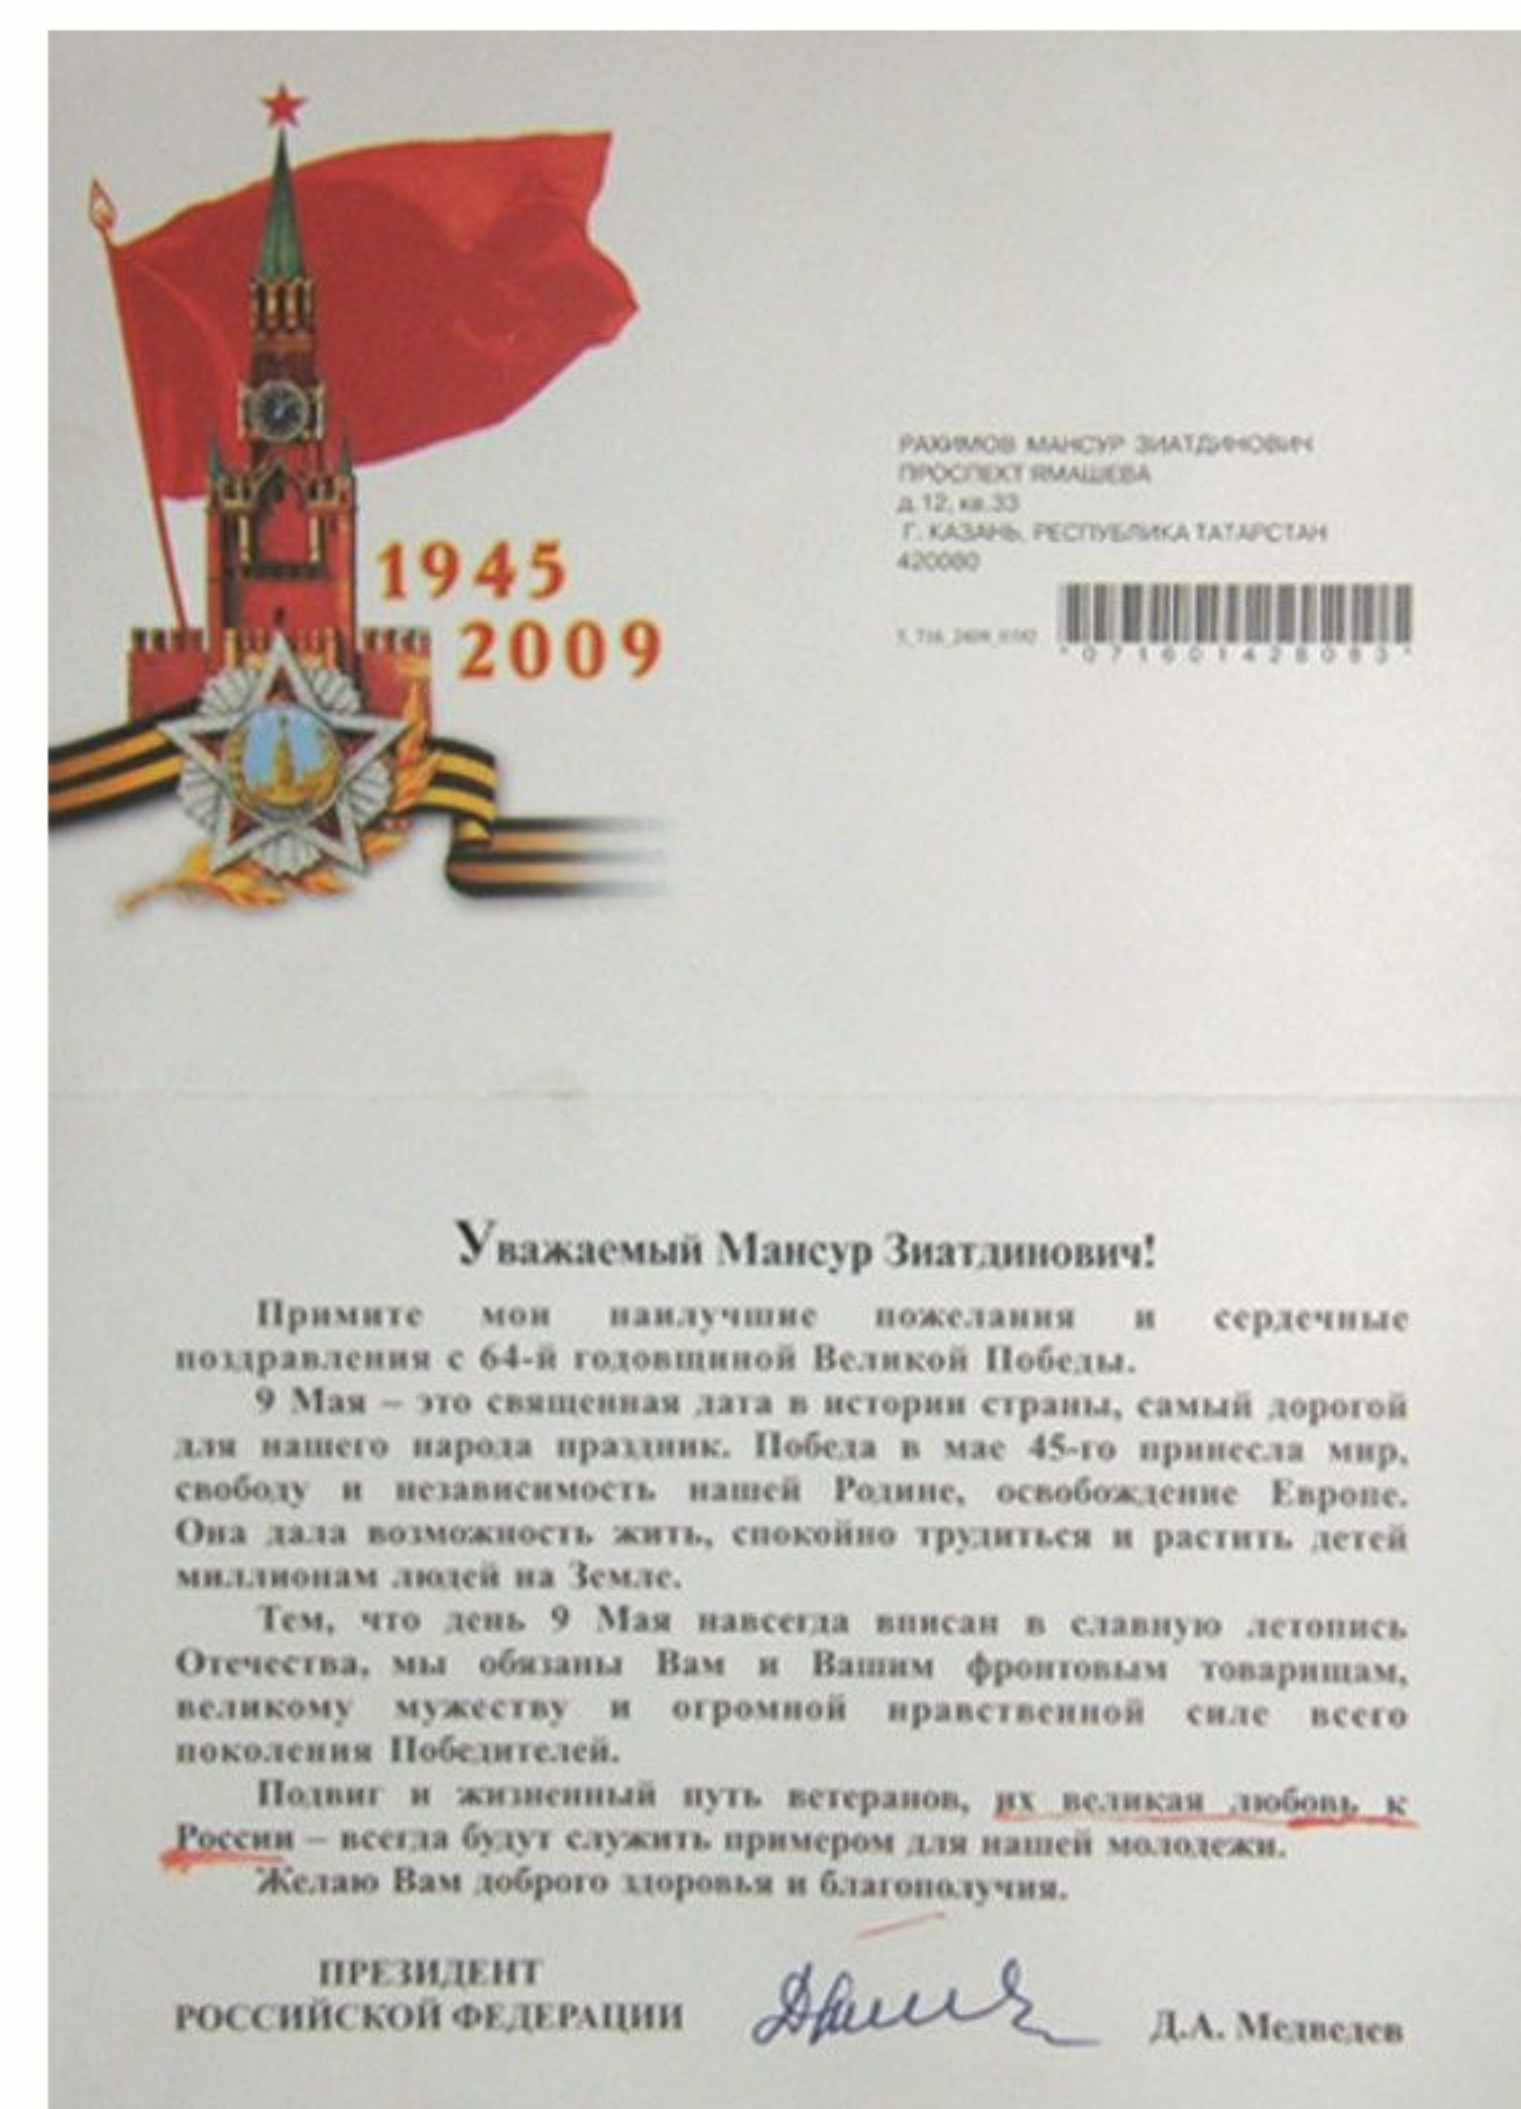 1945
2009
РАХИМОВ МАНСУР ЗИАТДИНОВИЧ
ПРОСПЕКТ ЯМАШЕВА
д.12, кв.33
Г. КАЗАНЬ, РЕСПУБЛИКА ТАТАРСТАН
420080
*071601428083*
Уважаемый Мансур Зиатдинович!
Примите мои наилучшие пожелания и сердечные
поздравления с 64-й годовщиной Великой Победы.
9 Мая – это священная дата в истории страны, самый дорогой
для нашего народа праздник. Победа в мае 45-го принесла мир,
свободу и независимость нашей Родине, освобождение Европе.
Она дала возможность жить, спокойно трудиться и растить детей
миллионам людей на Земле.
Тем, что день 9 Мая навсегда вписан в славную летопись
Отечества, мы обязаны Вам и Вашим фронтовым товарищам,
великому мужеству и огромной нравственной силе всего
поколения Победителей.
Подвиг и жизненный путь ветеранов, их великая любовь к
России – всегда будут служить примером для нашей молодежи.
Желаю Вам доброго здоровья и благополучия.
ПРЕЗИДЕНТ
РОССИЙСКОЙ ФЕДЕРАЦИИ
Д.А. Медведев